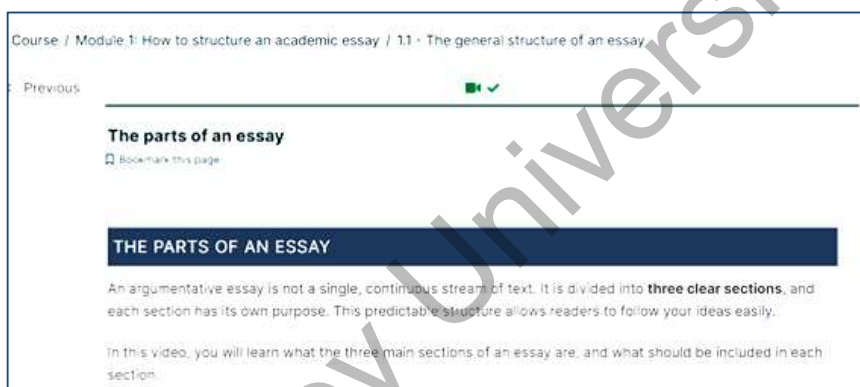 Course / Module 1: How to structure an academic essay / 1.1 - The general structure of an essay
Previous
The parts of an essay
Bookmark this page
THE PARTS OF AN ESSAY
An argumentative essay is not a single, continuous stream of text. It is divided into three clear sections, and
each section has its own purpose. This predictable structure allows readers to follow your ideas easily.
In this video, you will learn what the three main sections of an essay are, and what should be included in each
section.